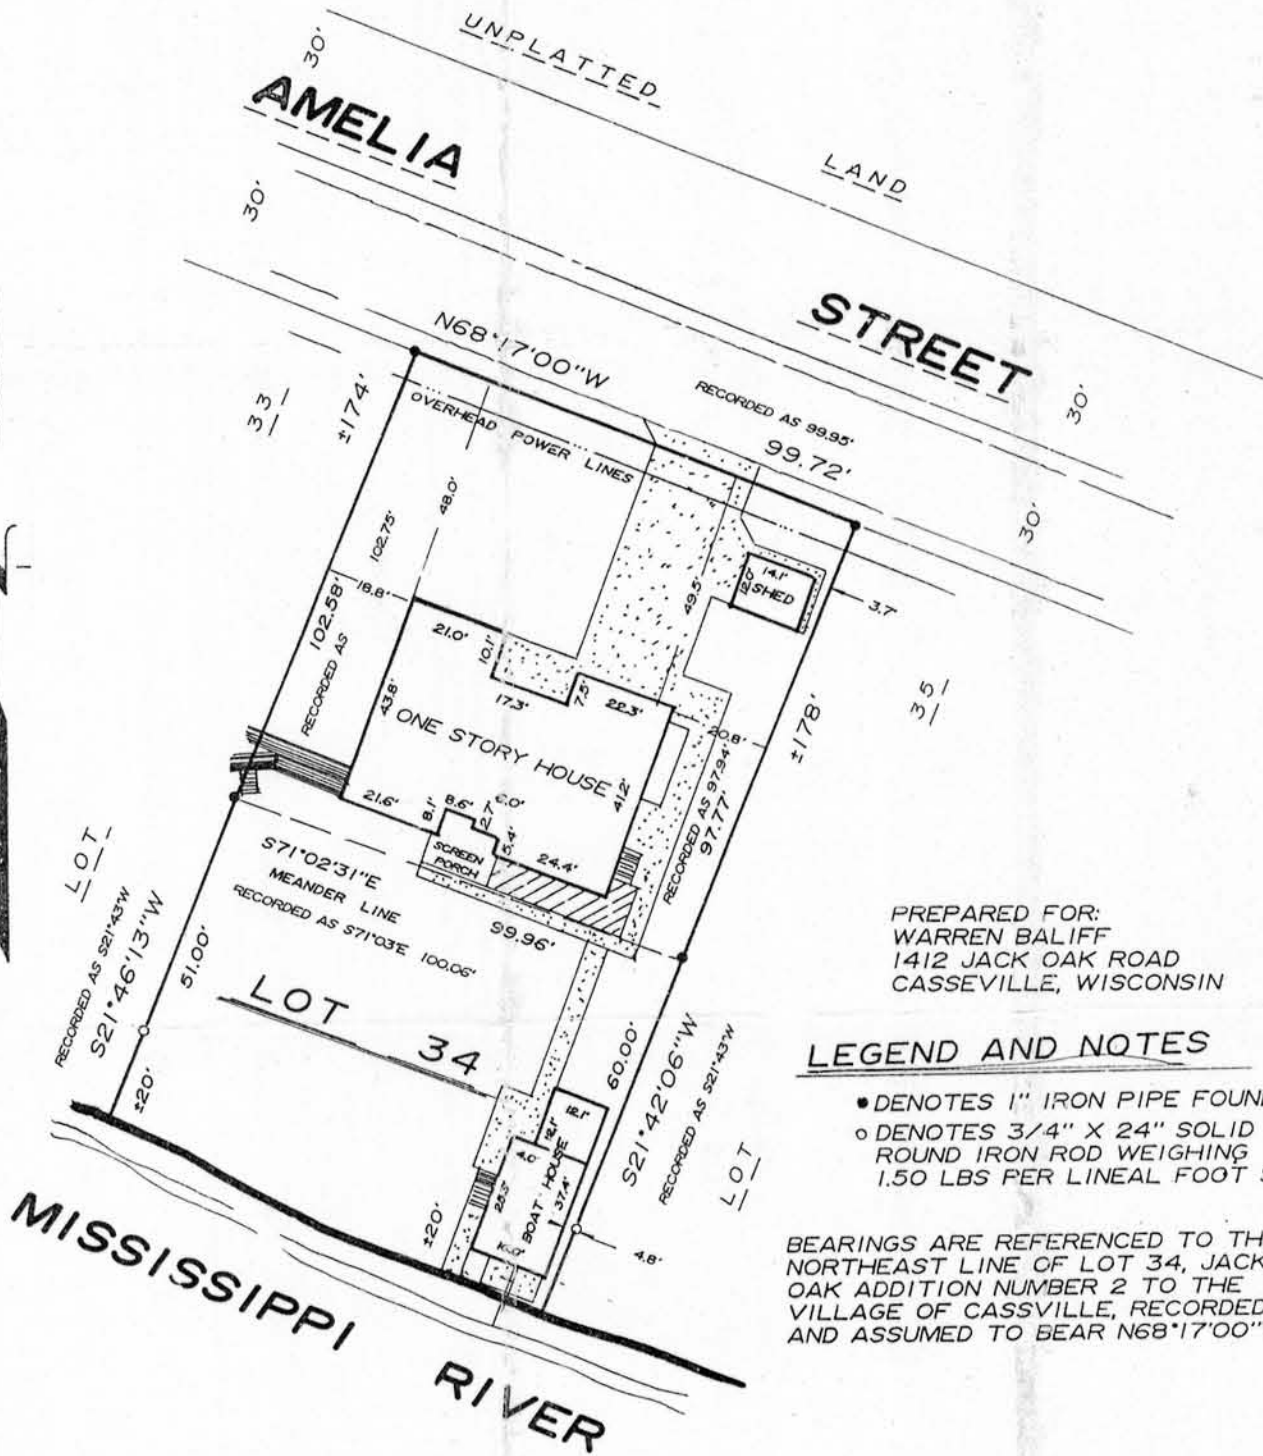 UNPLATTED
LAND
30'
AMELIA
30'
STREET
30'
30'
N68°17'00"W
RECORDED AS 99.95'
99.72'
33
±174'
OVERHEAD POWER LINES
48.0'
102.75'
18.8'
102.58'
RECORDED AS
49.5'
12.0'
14.1'
SHED
3.7'
21.0'
10.1'
17.3'
7.5'
22.3'
43.8'
ONE STORY HOUSE
41.2'
20.8'
±178'
35
RECORDED AS 97.94'
97.77'
21.6'
8.1'
8.6'
2.7'
5.4'
24.4'
SCREEN
PORCH
S71°02'31"E
MEANDER LINE
RECORDED AS S71°03'E 100.06'
99.96'
LOT
RECORDED AS S21°43'W
S21°46'13"W
51.00'
±20'
LOT 34
60.00'
S21°42'06"W
RECORDED AS S21°43'W
LOT
12.1'
12.1'
4.0'
BOAT HOUSE
37.4'
±20'
4.8'
MISSISSIPPI RIVER
PREPARED FOR:
WARREN BALIFF
1412 JACK OAK ROAD
CASSEVILLE, WISCONSIN
LEGEND AND NOTES
• DENOTES 1" IRON PIPE FOUN
○ DENOTES 3/4" X 24" SOLID
ROUND IRON ROD WEIGHING
1.50 LBS PER LINEAL FOOT
BEARINGS ARE REFERENCED TO TH
NORTHEAST LINE OF LOT 34, JACK
OAK ADDITION NUMBER 2 TO THE
VILLAGE OF CASSVILLE, RECORDED
AND ASSUMED TO BEAR N68°17'00"